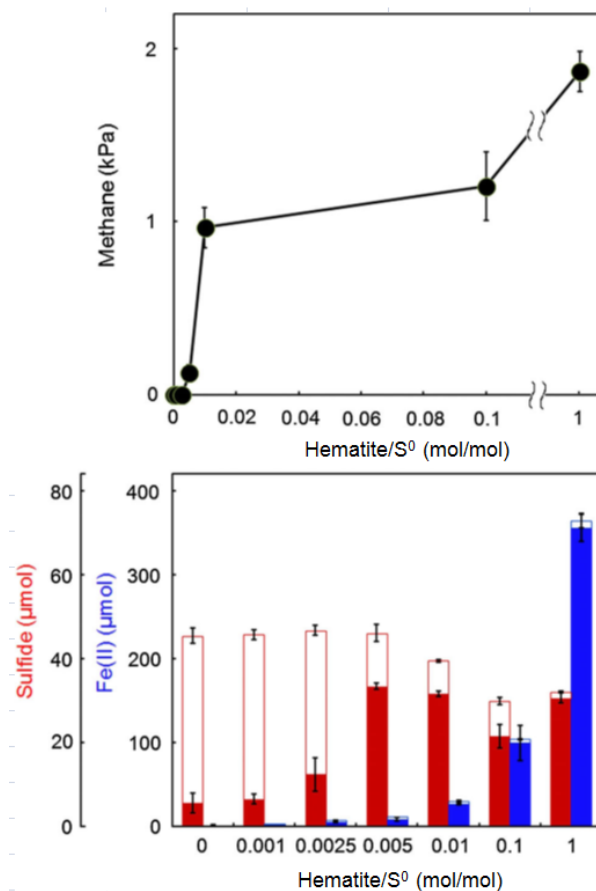 2
1
0
Methane (kPa)
0 0.02 0.04 0.06 0.08 0.1 1
Hematite/S⁰ (mol/mol)
80 400
60 300
40 200
20 100
0 0
Sulfide (μmol)
Fe(II) (μmol)
0 0.001 0.0025 0.005 0.01 0.1 1
Hematite/S⁰ (mol/mol)